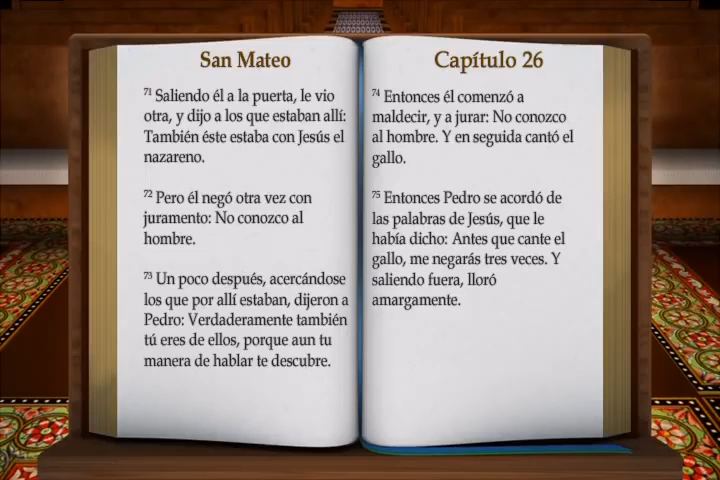 San Mateo
71 Saliendo él a la puerta, le vio
otra, y dijo a los que estaban allí:
También éste estaba con Jesús el
nazareno.
72 Pero él negó otra vez con
juramento: No conozco al
hombre.
73 Un poco después, acercándose
los que por allí estaban, dijeron a
Pedro: Verdaderamente también
tú eres de ellos, porque aun tu
manera de hablar te descubre.
Capítulo 26
74 Entonces él comenzó a
maldecir, y a jurar: No conozco
al hombre. Y en seguida cantó el
gallo.
75 Entonces Pedro se acordó de
las palabras de Jesús, que le
había dicho: Antes que cante el
gallo, me negarás tres veces. Y
saliendo fuera, lloró
amargamente.